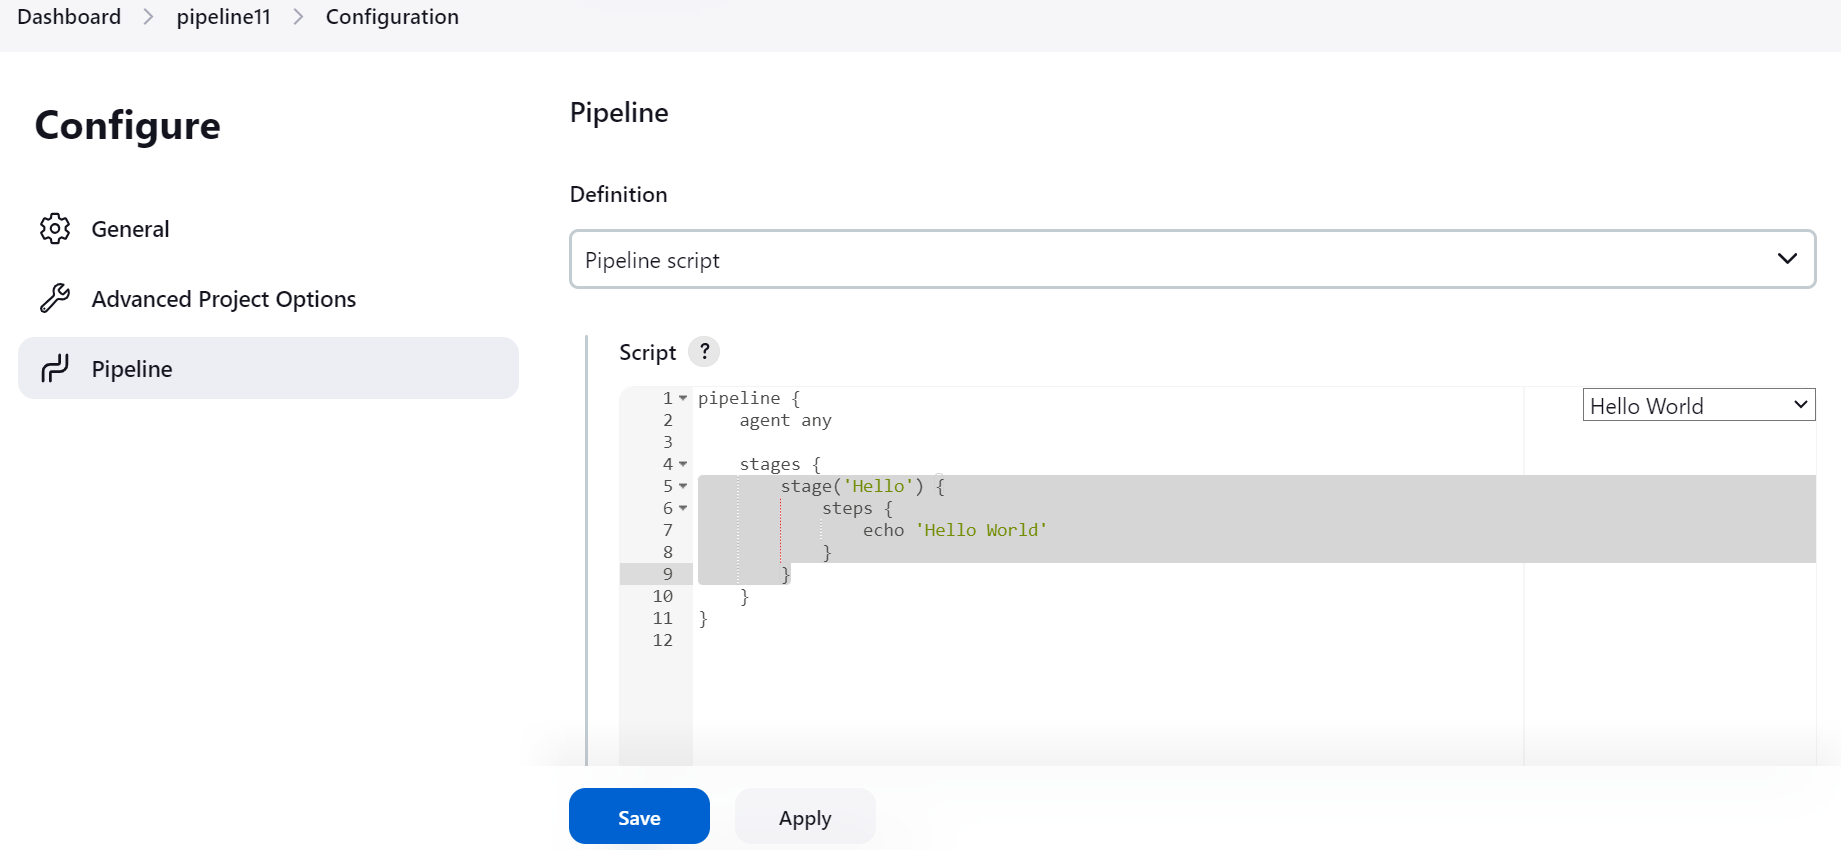 Dashboard > pipeline11 > Configuration
Configure
General
Advanced Project Options
Pipeline
Pipeline
Definition
Pipeline script
Script ?
Hello World
1 pipeline {
2     agent any
3
4     stages {
5         stage('Hello') {
6             steps {
7                 echo 'Hello World'
8             }
9         }
10     }
11 }
12
Save
Apply